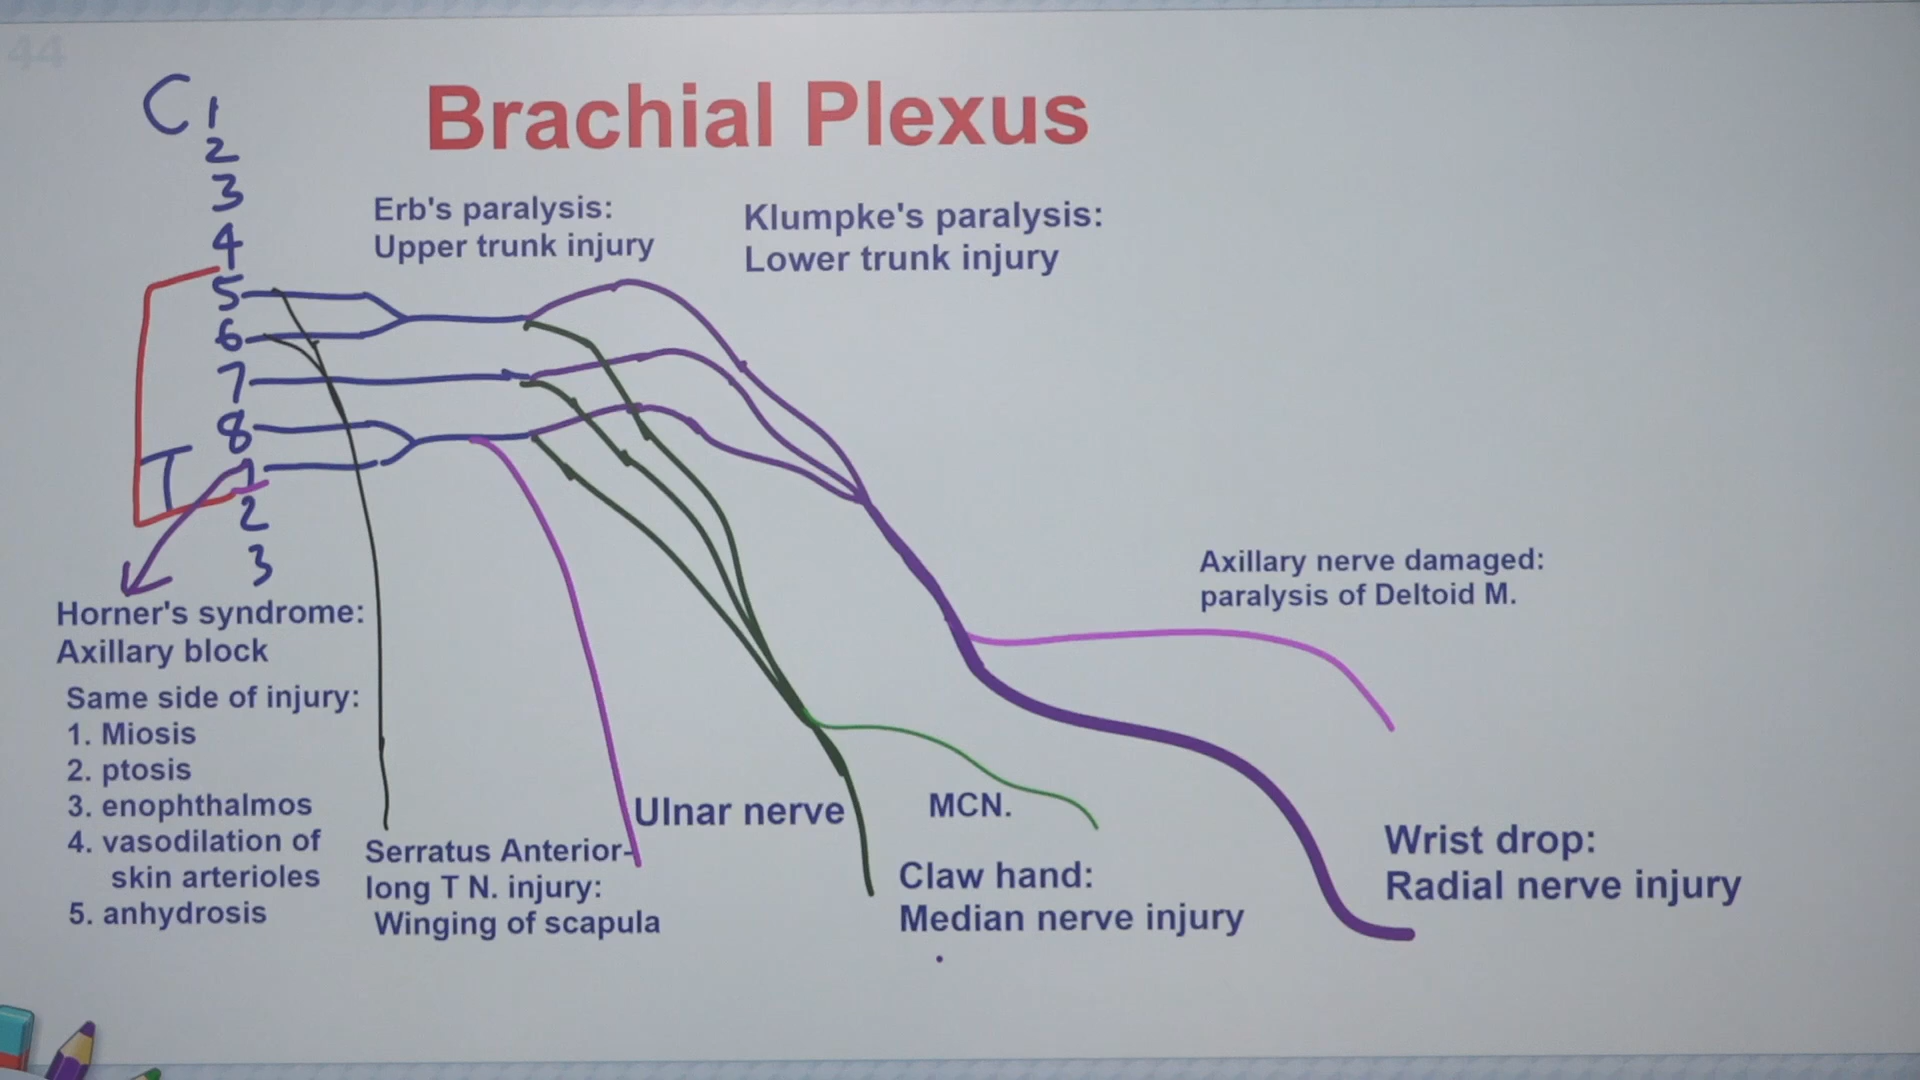 44
Brachial Plexus
C 1
2
3
4
5
6
7
8
T 1
2
3
Erb's paralysis:
Upper trunk injury
Klumpke's paralysis:
Lower trunk injury
Axillary nerve damaged:
paralysis of Deltoid M.
Horner's syndrome:
Axillary block
Same side of injury:
1. Miosis
2. ptosis
3. enophthalmos
4. vasodilation of
skin arterioles
5. anhydrosis
Serratus Anterior-
long T N. injury:
Winging of scapula
Ulnar nerve
MCN.
Claw hand:
Median nerve injury
Wrist drop:
Radial nerve injury